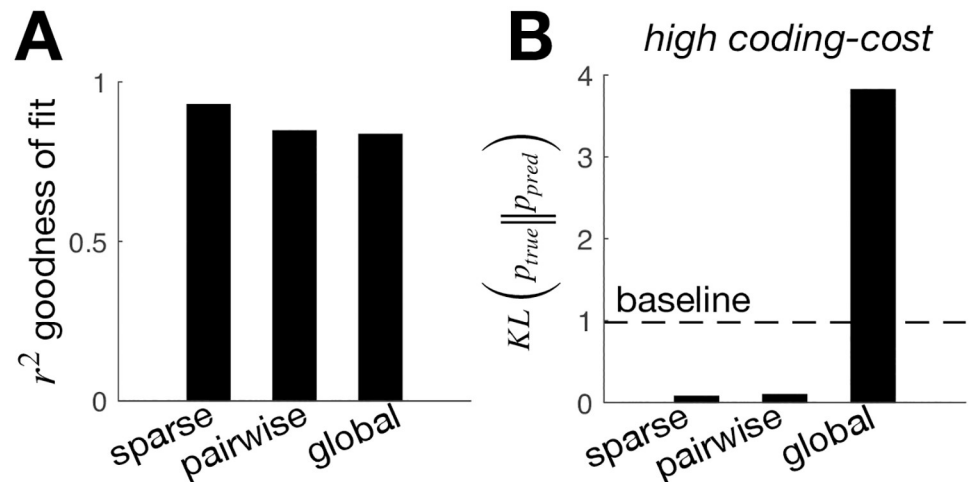 A
r² goodness of fit
1
0.5
0
sparse
pairwise
global
B
high coding-cost
KL (p_true || p_pred)
4
3
2
1
0
baseline
sparse
pairwise
global